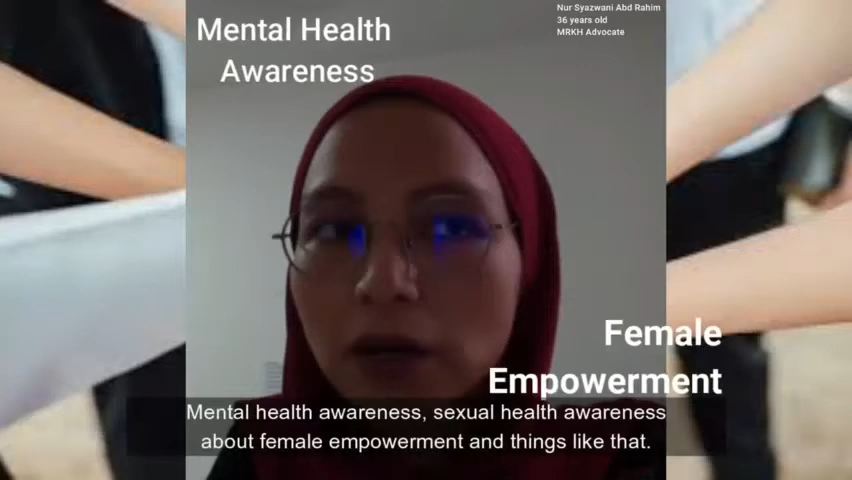 Nur Syazwani Abd Rahim
36 years old
MRKH Advocate
Mental Health
Awareness
Female
Empowerment
Mental health awareness, sexual health awareness
about female empowerment and things like that.